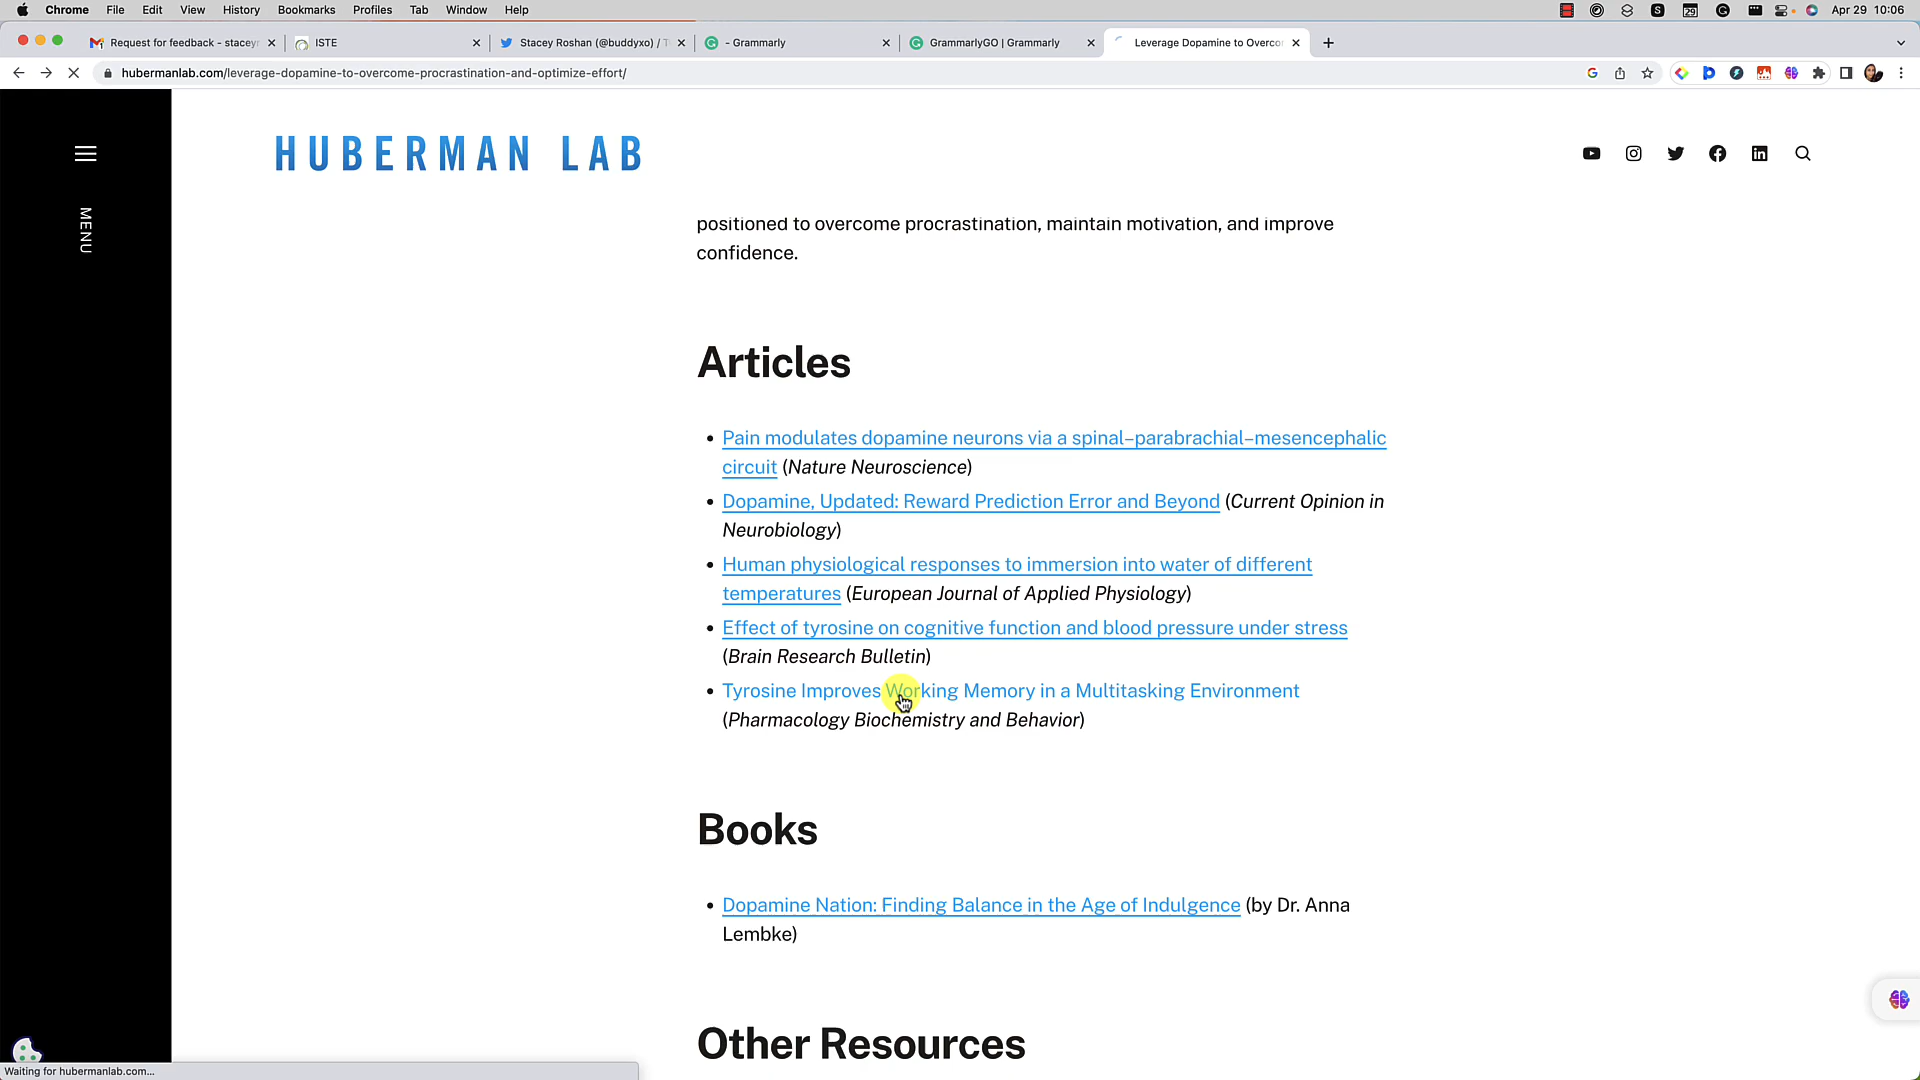 Chrome File Edit View History Bookmarks Profiles Tab Window Help Apr 29 10:06
Request for feedback - staceyr ISTE Stacey Roshan (@buddyxo) / T - Grammarly GrammarlyGO | Grammarly Leverage Dopamine to Overco
hubermanlab.com/leverage-dopamine-to-overcome-procrastination-and-optimize-effort/
HUBERMAN LAB
MENU
positioned to overcome procrastination, maintain motivation, and improve
confidence.
Articles
• Pain modulates dopamine neurons via a spinal–parabrachial–mesencephalic
circuit (Nature Neuroscience)
• Dopamine, Updated: Reward Prediction Error and Beyond (Current Opinion in
Neurobiology)
• Human physiological responses to immersion into water of different
temperatures (European Journal of Applied Physiology)
• Effect of tyrosine on cognitive function and blood pressure under stress
(Brain Research Bulletin)
• Tyrosine Improves Working Memory in a Multitasking Environment
(Pharmacology Biochemistry and Behavior)
Books
• Dopamine Nation: Finding Balance in the Age of Indulgence (by Dr. Anna
Lembke)
Other Resources
Waiting for hubermanlab.com...